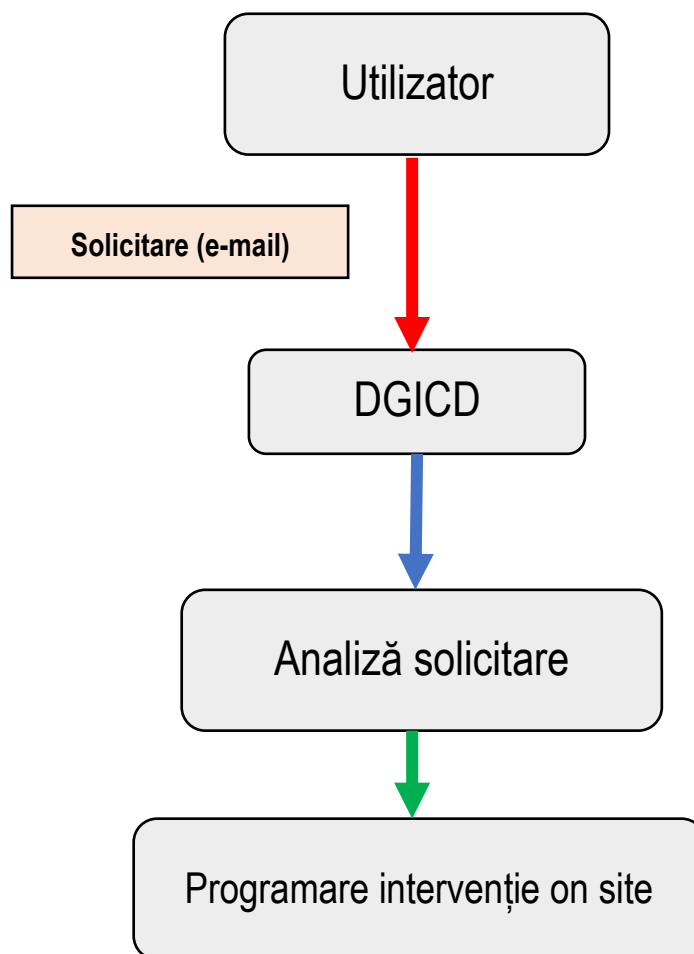 Utilizator
Solicitare (e-mail)
DGICD
Analiză solicitare
Programare intervenție on site